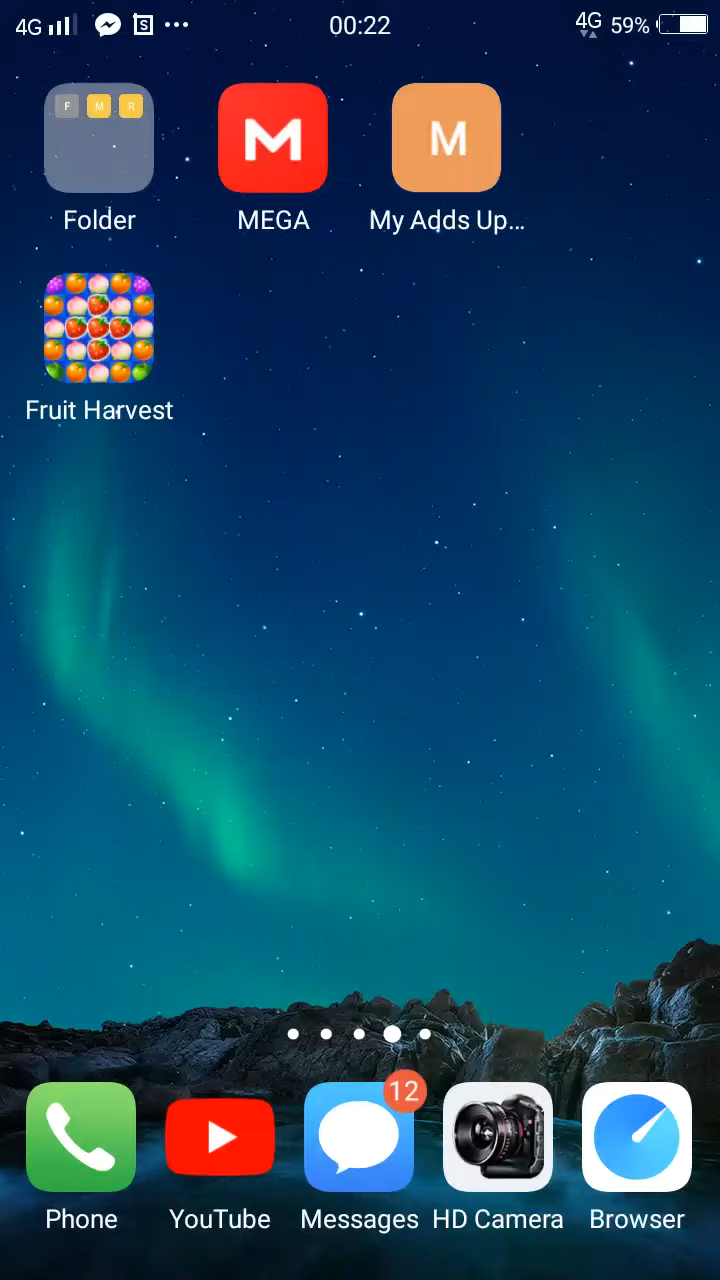 4G 00:22 4G 59%
F M R
M
Folder MEGA My Adds Up...
Fruit Harvest
12
Phone YouTube Messages HD Camera Browser